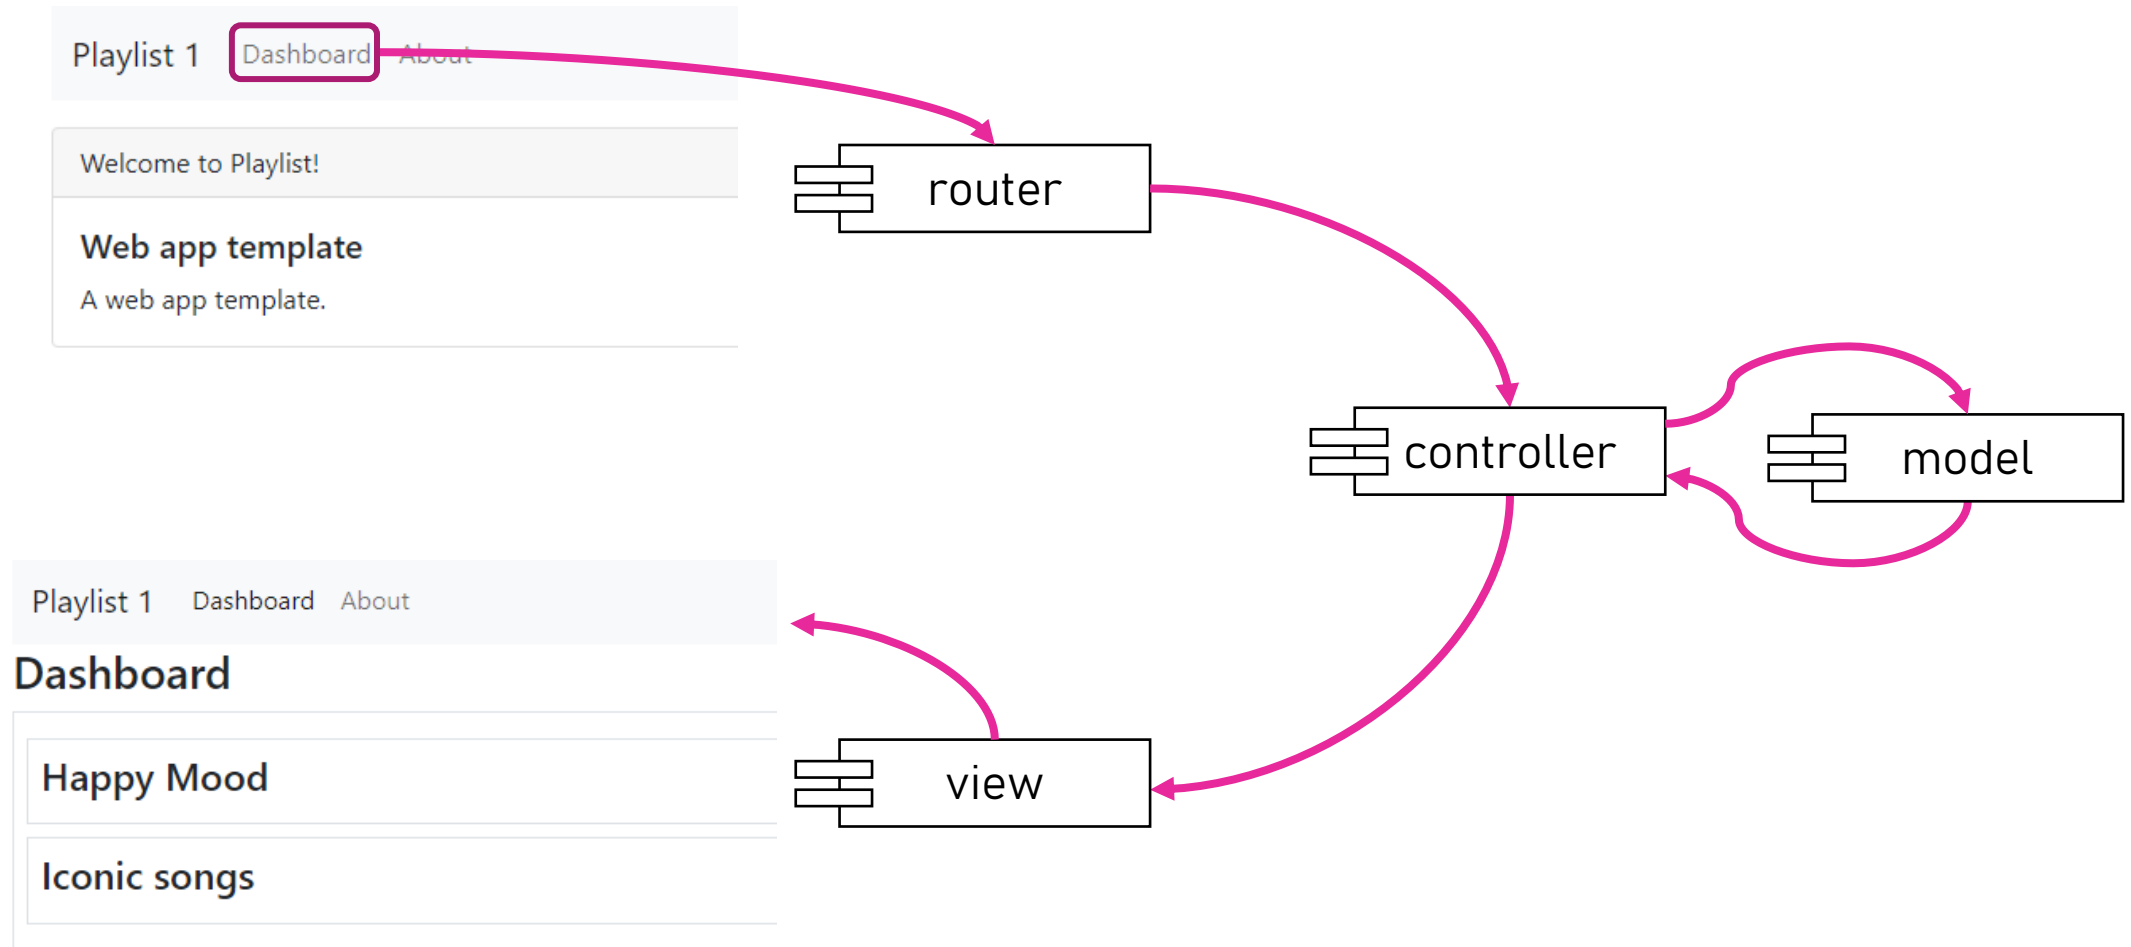 Playlist 1 Dashboard About
Welcome to Playlist!
Web app template
A web app template.
router
controller
model
view
Playlist 1 Dashboard About
Dashboard
Happy Mood
Iconic songs